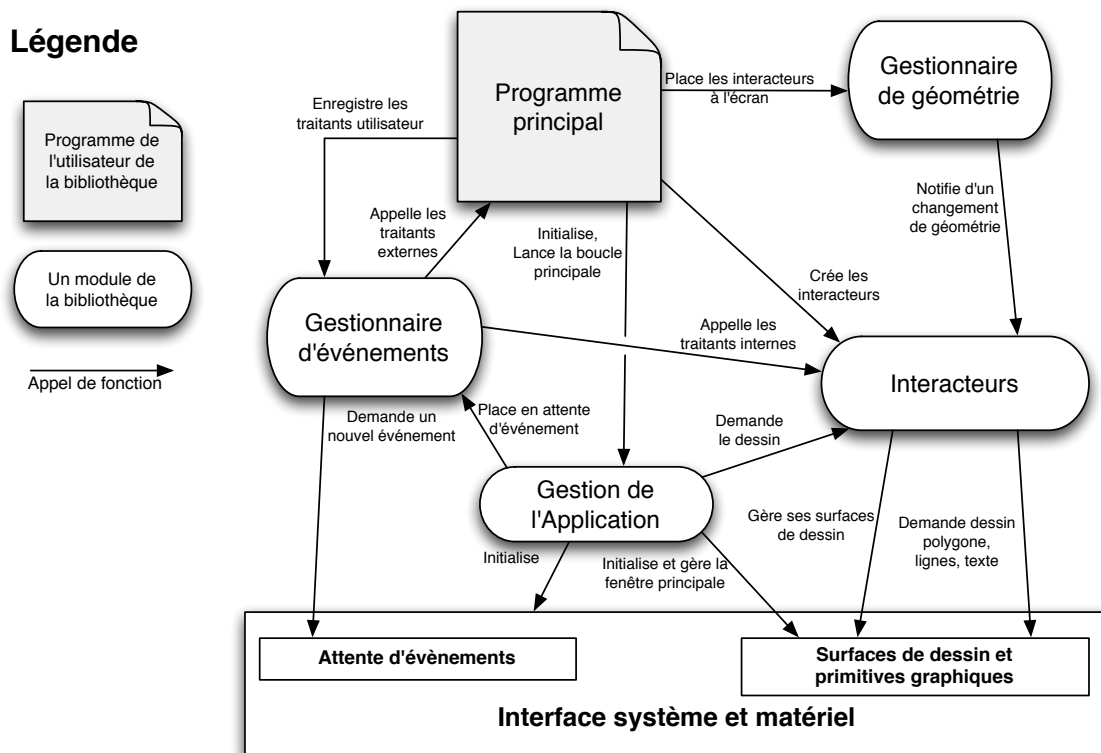 Légende
Programme de
l'utilisateur de
la bibliothèque
Un module de
la bibliothèque
Appel de fonction
Programme
principal
Place les interacteurs
à l'écran
Gestionnaire
de géométrie
Enregistre les
traitants utilisateur
Appelle les
traitants
externes
Initialise,
Lance la boucle
principale
Notifie d'un
changement
de géométrie
Crée les
interacteurs
Gestionnaire
d'événements
Appelle les
traitants internes
Interacteurs
Demande un
nouvel événement
Place en attente
d'événement
Demande
le dessin
Gestion de
l'Application
Gère ses surfaces
de dessin
Demande dessin
polygone,
lignes, texte
Initialise
Initialise et gère la
fenêtre principale
Attente d'évènements
Surfaces de dessin et
primitives graphiques
Interface système et matériel